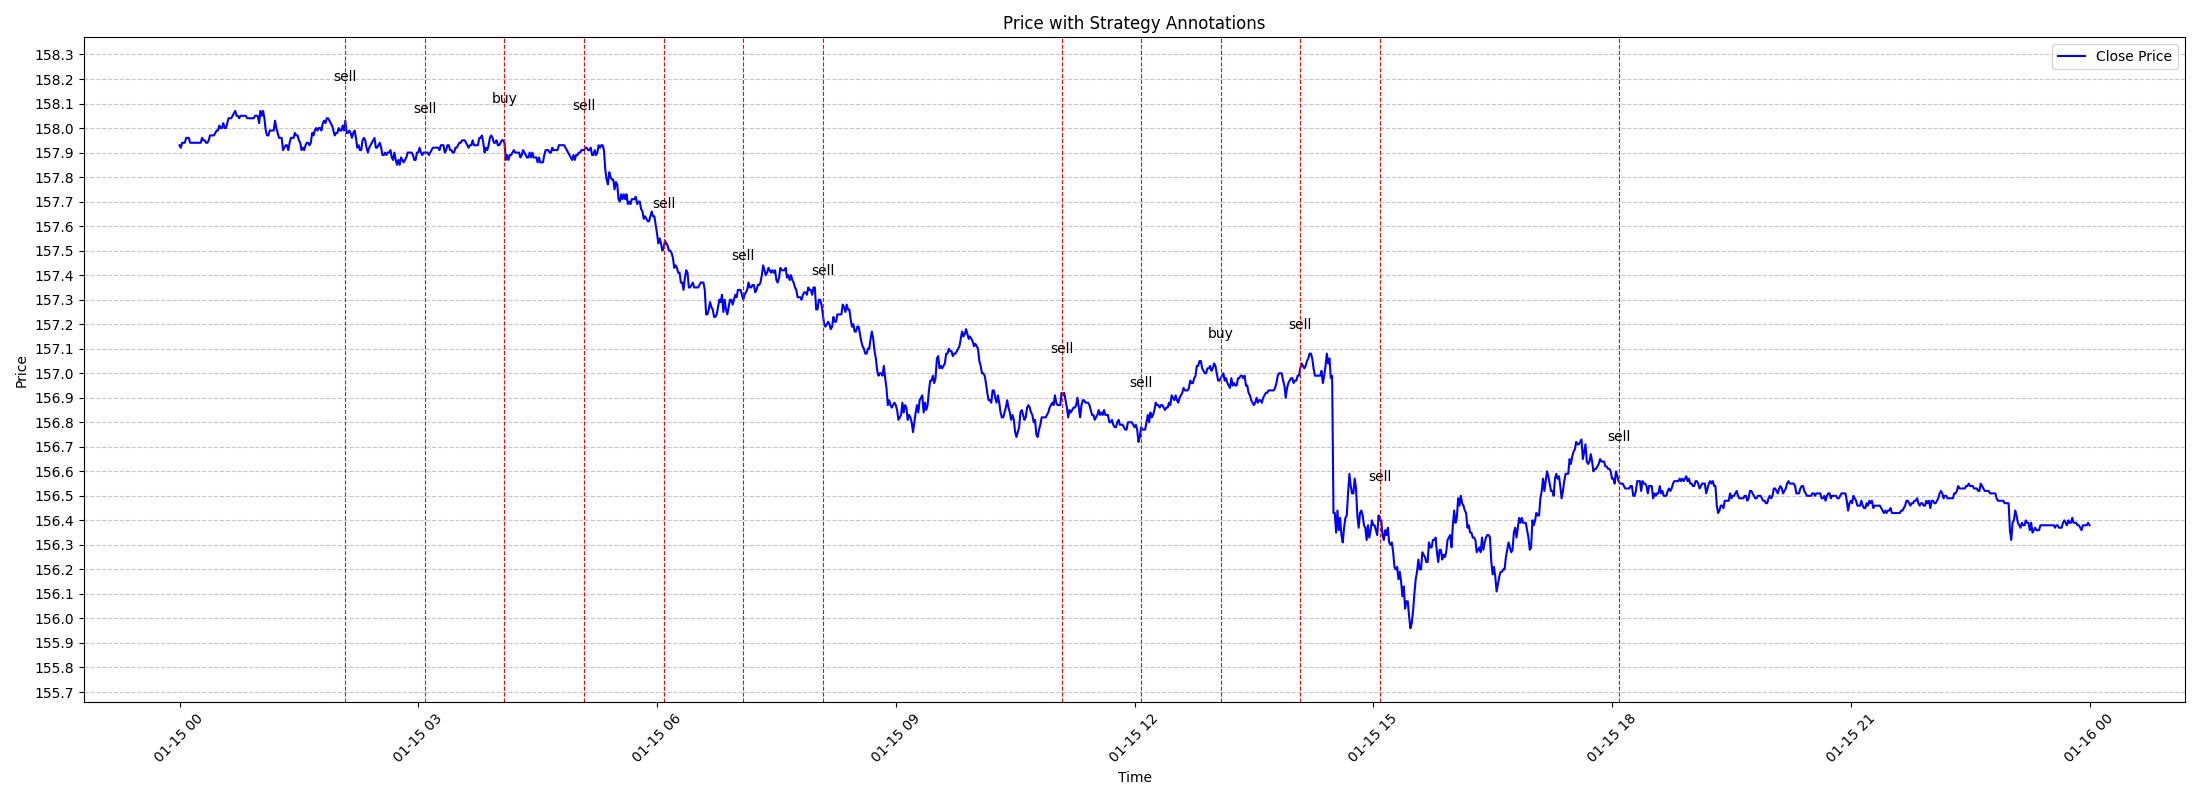 Price with Strategy Annotations
Close Price
Price
158.3
158.2
158.1
158.0
157.9
157.8
157.7
157.6
157.5
157.4
157.3
157.2
157.1
157.0
156.9
156.8
156.7
156.6
156.5
156.4
156.3
156.2
156.1
156.0
155.9
155.8
155.7
sell
sell
buy
sell
sell
sell
sell
sell
sell
buy
sell
sell
sell
01-15 00
01-15 03
01-15 06
01-15 09
01-15 12
01-15 15
01-15 18
01-15 21
01-16 00
Time